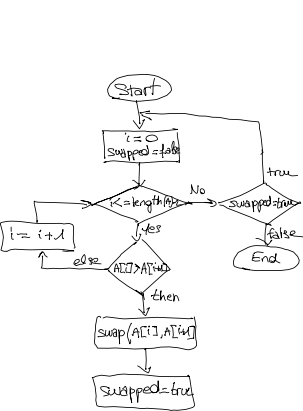 Start
i=0
swapped=false
i<=length(A)-1
No
swapped=true
true
false
End
yes
i=i+1
else
A[i]>A[i+1]
then
swap(A[i],A[i+1]
swapped=true